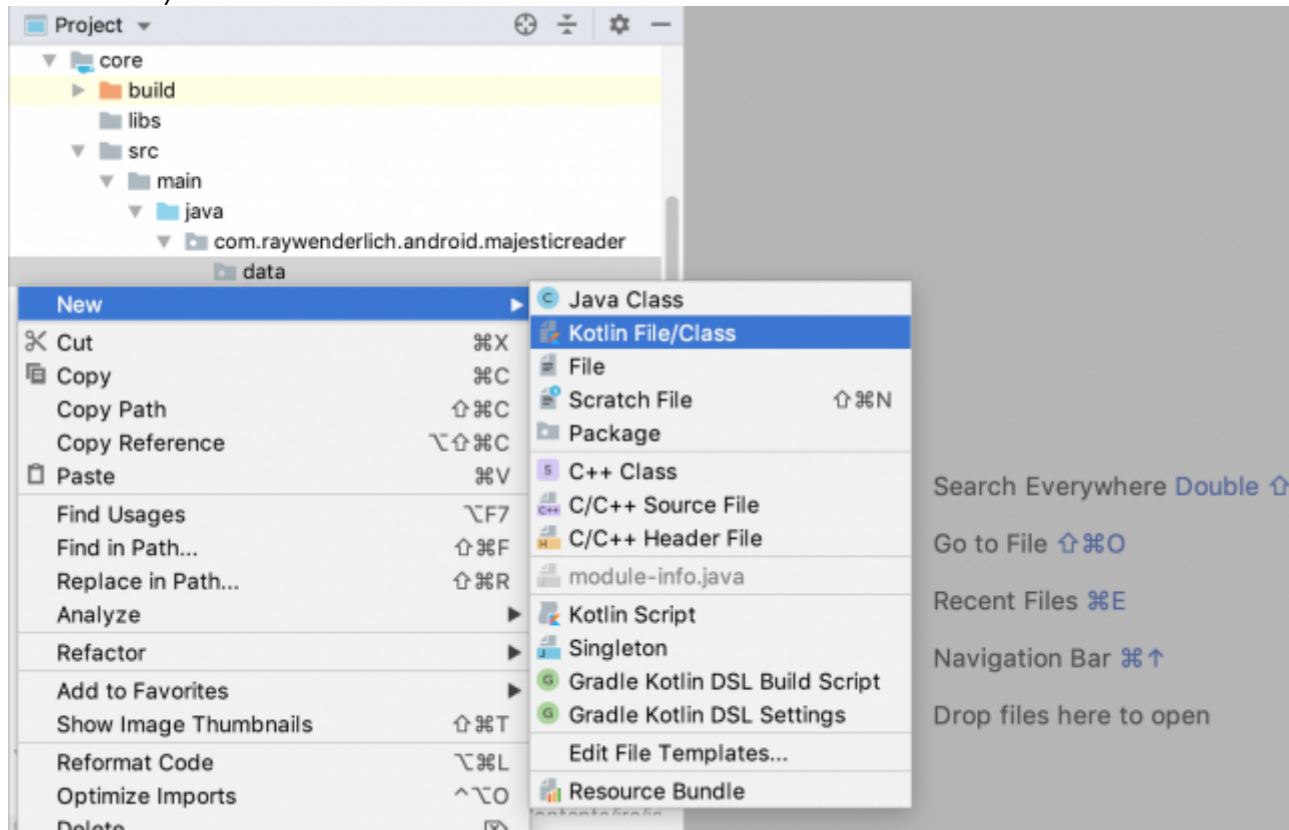 Project
core
build
libs
src
main
java
com.raywenderlich.android.majesticreader
data
New
Cut ⌘X
Copy ⌘C
Copy Path ⇧⌘C
Copy Reference ⌥⇧⌘C
Paste ⌘V
Find Usages ⌥F7
Find in Path... ⇧⌘F
Replace in Path... ⇧⌘R
Analyze
Refactor
Add to Favorites
Show Image Thumbnails ⇧⌘T
Reformat Code ⌥⌘L
Optimize Imports ^⌥O
Delete ⌦
Java Class
Kotlin File/Class
File
Scratch File ⇧⌘N
Package
C++ Class
C/C++ Source File
C/C++ Header File
module-info.java
Kotlin Script
Singleton
Gradle Kotlin DSL Build Script
Gradle Kotlin DSL Settings
Edit File Templates...
Resource Bundle
Search Everywhere Double ⇧
Go to File ⇧⌘O
Recent Files ⌘E
Navigation Bar ⌘↑
Drop files here to open